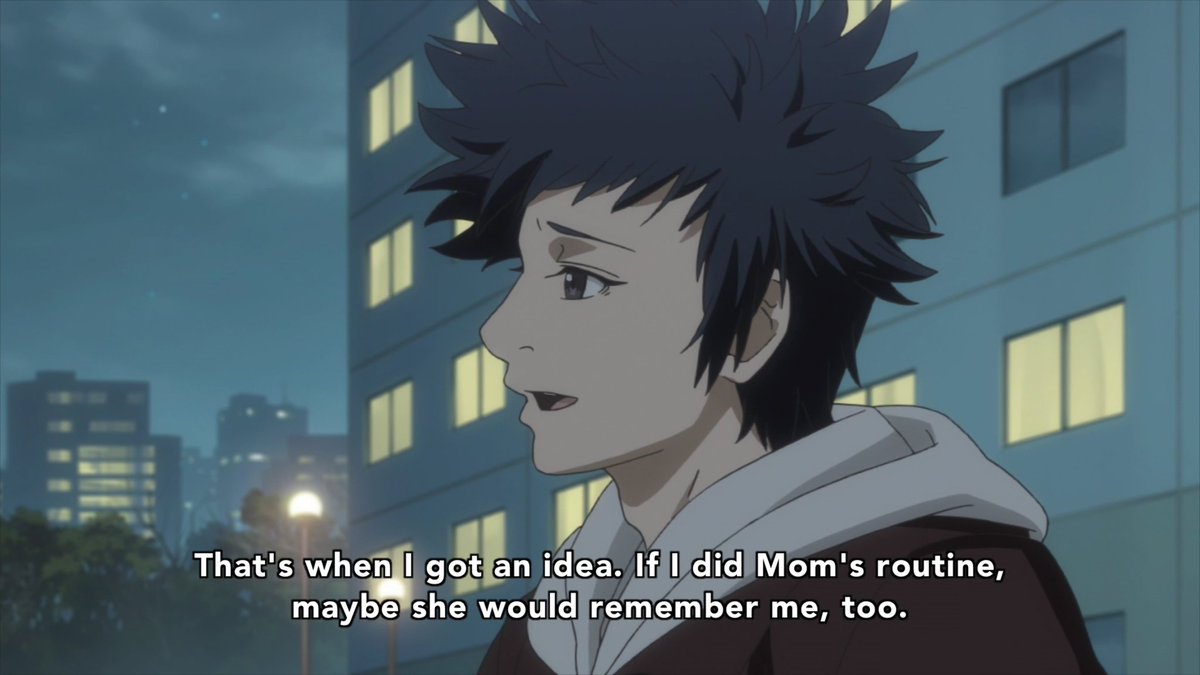 That's when I got an idea. If I did Mom's routine,
maybe she would remember me, too.